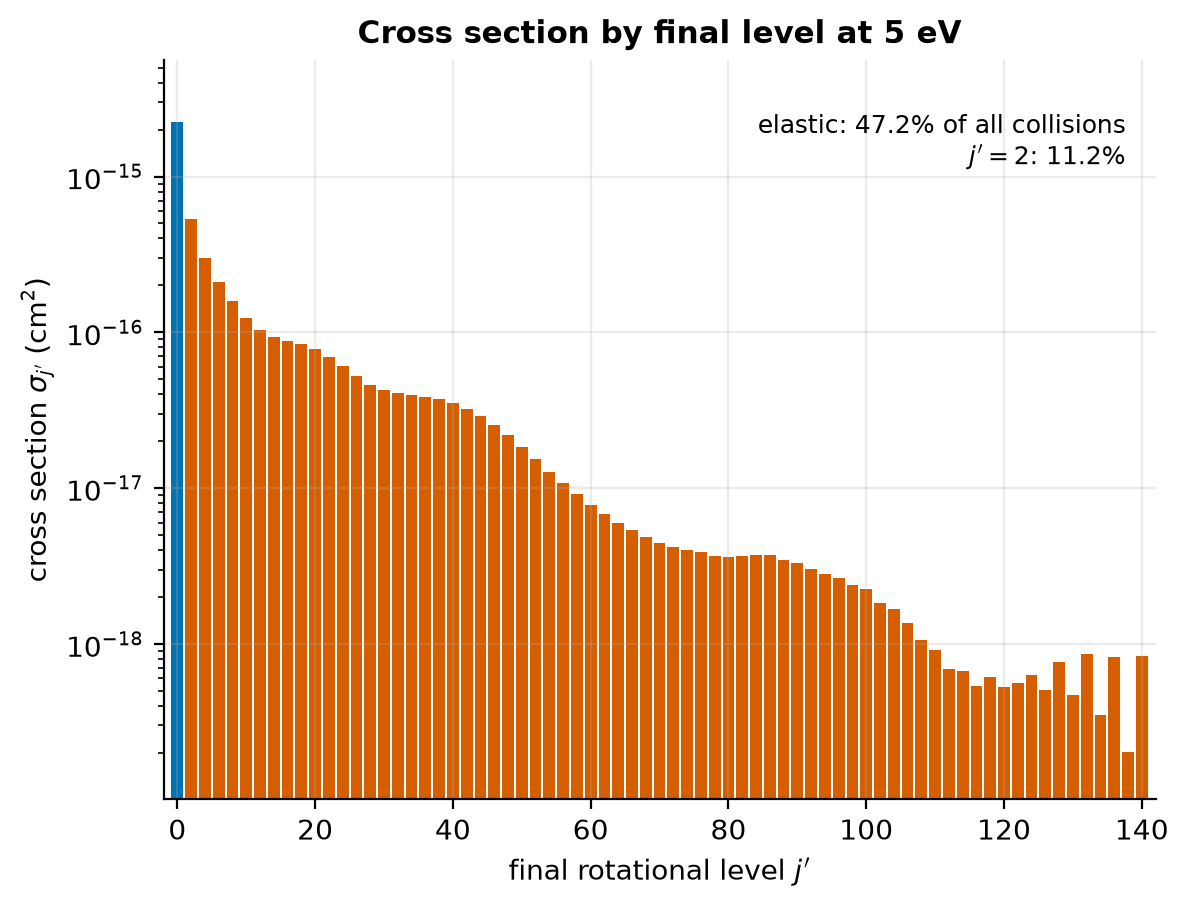 Cross section by final level at 5 eV
elastic: 47.2% of all collisions
j′ = 2: 11.2%
cross section σ_{j′} (cm²)
10⁻¹⁵
10⁻¹⁶
10⁻¹⁷
10⁻¹⁸
0 20 40 60 80 100 120 140
final rotational level j′